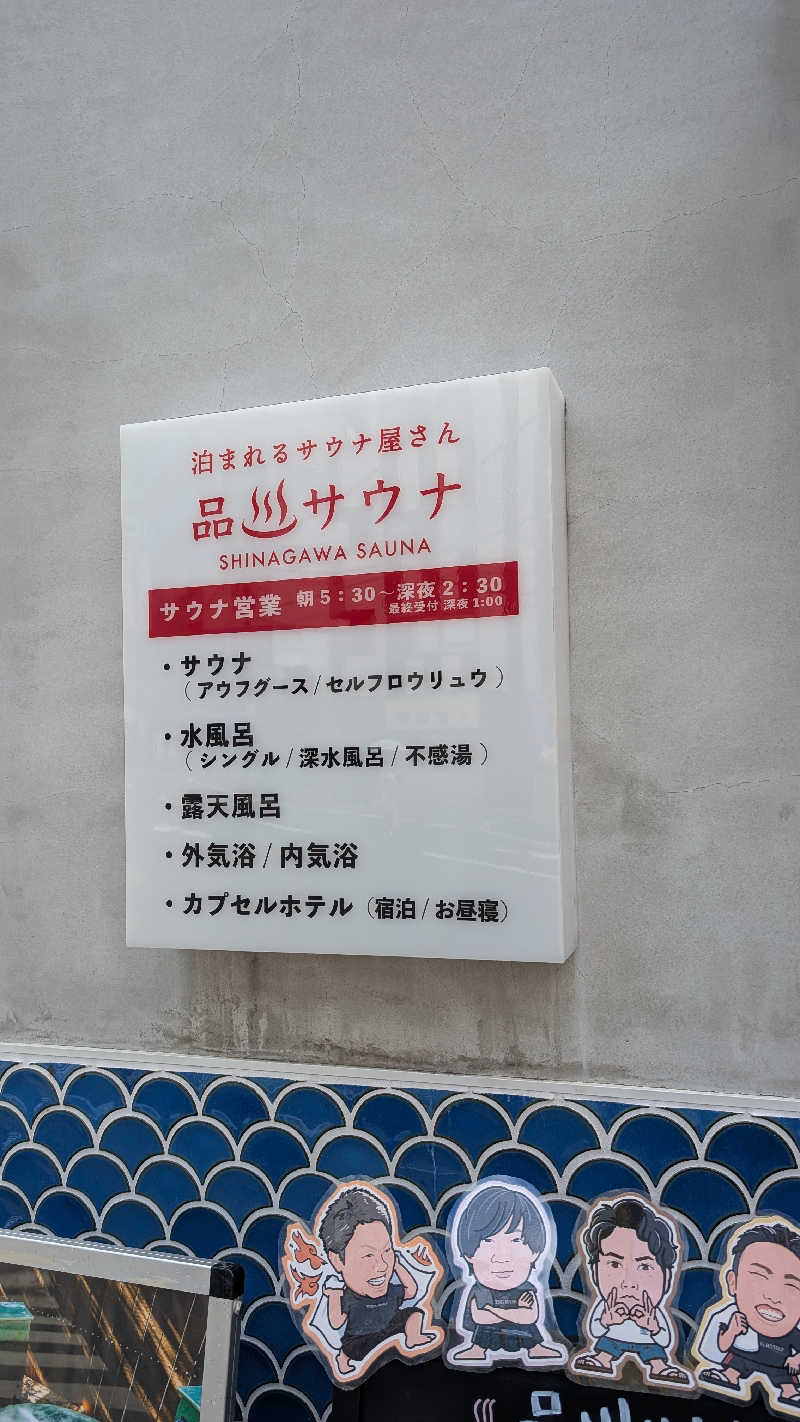 泊まれるサウナ屋さん
品川サウナ
SHINAGAWA SAUNA
サウナ営業 朝5:30~深夜2:30
最終受付 深夜1:00
・サウナ
(アウフグース/セルフロウリュウ)
・水風呂
(シングル/深水風呂/不感湯)
・露天風呂
・外気浴/内気浴
・カプセルホテル(宿泊/お昼寝)